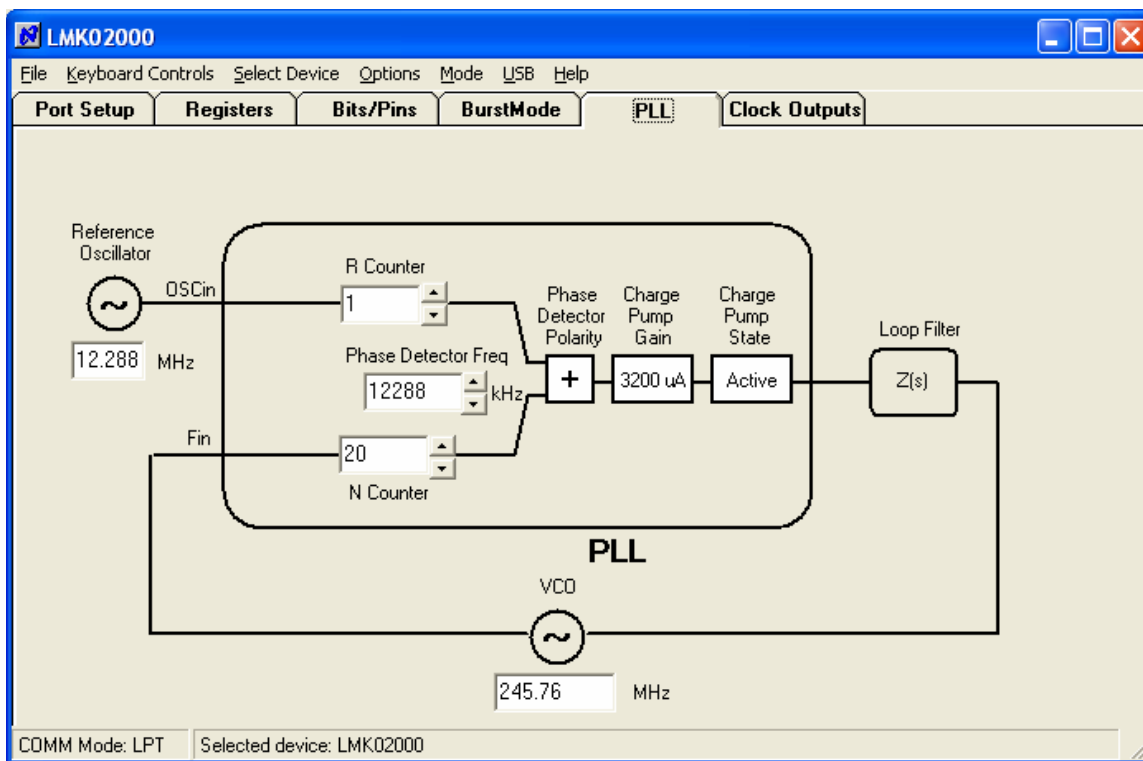 LMK02000
File Keyboard Controls Select Device Options Mode USB Help
Port Setup Registers Bits/Pins BurstMode PLL Clock Outputs
Reference
Oscillator
OSCin
12.288 MHz
R Counter
1
Phase Detector Freq
12288 kHz
Fin
20
N Counter
Phase
Detector
Polarity
+
Charge
Pump
Gain
3200 uA
Charge
Pump
State
Active
Loop Filter
Z(s)
PLL
VCO
245.76 MHz
COMM Mode: LPT Selected device: LMK02000